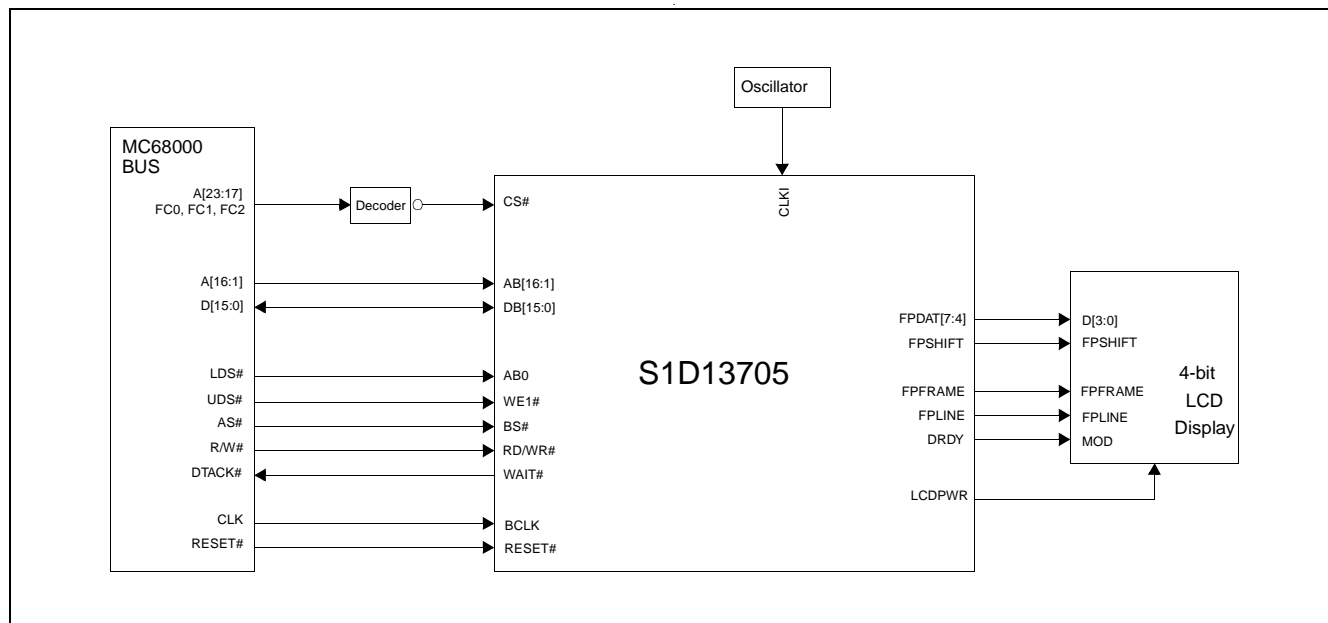 Oscillator
MC68000
BUS
A[23:17]
FC0, FC1, FC2
Decoder
CS#
CLKI
A[16:1]
AB[16:1]
D[15:0]
DB[15:0]
FPDAT[7:4]
D[3:0]
FPSHIFT
FPSHIFT
S1D13705
4-bit
LCD
Display
LDS#
AB0
UDS#
WE1#
FPFRAME
FPFRAME
AS#
BS#
FPLINE
FPLINE
R/W#
RD/WR#
DRDY
MOD
DTACK#
WAIT#
LCDPWR
CLK
BCLK
RESET#
RESET#